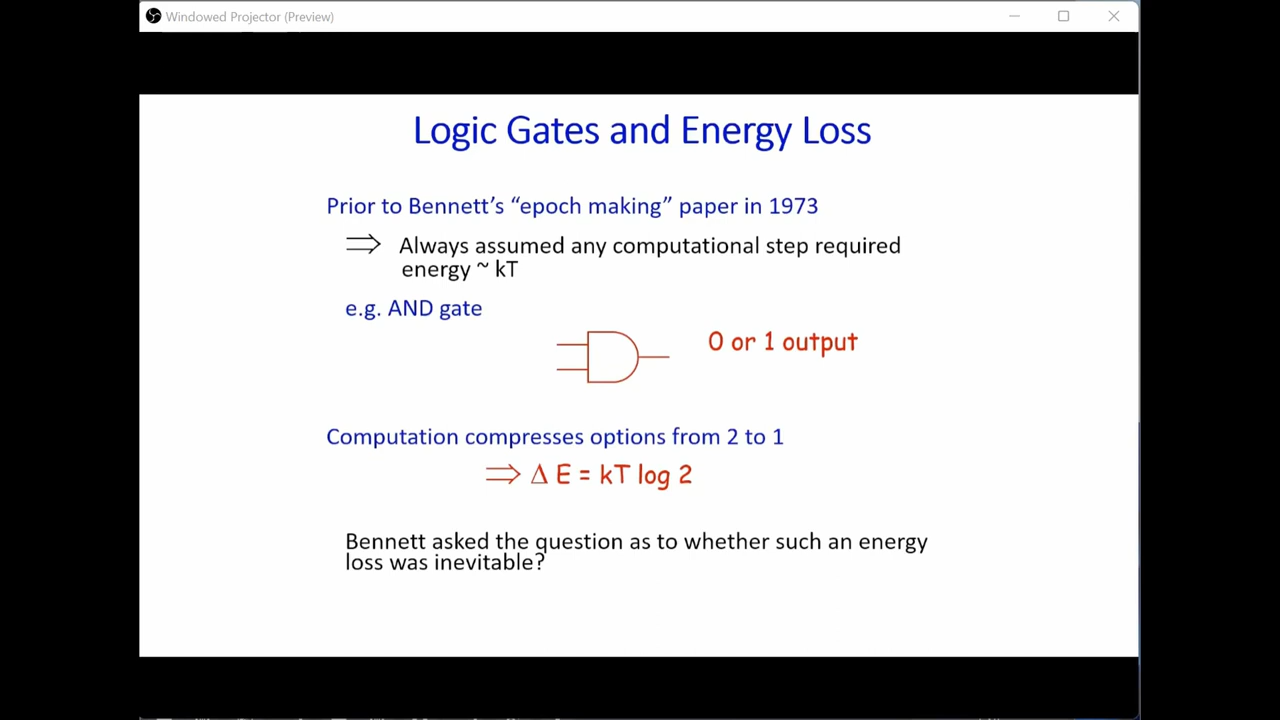 Windowed Projector (Preview)
Logic Gates and Energy Loss
Prior to Bennett's “epoch making” paper in 1973
⇒ Always assumed any computational step required
energy ~ kT
e.g. AND gate
0 or 1 output
Computation compresses options from 2 to 1
⇒ Δ E = kT log 2
Bennett asked the question as to whether such an energy
loss was inevitable?